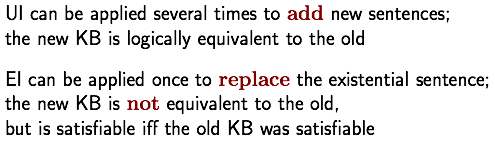 UI can be applied several times to add new sentences;
the new KB is logically equivalent to the old
EI can be applied once to replace the existential sentence;
the new KB is not equivalent to the old,
but is satisfiable iff the old KB was satisfiable